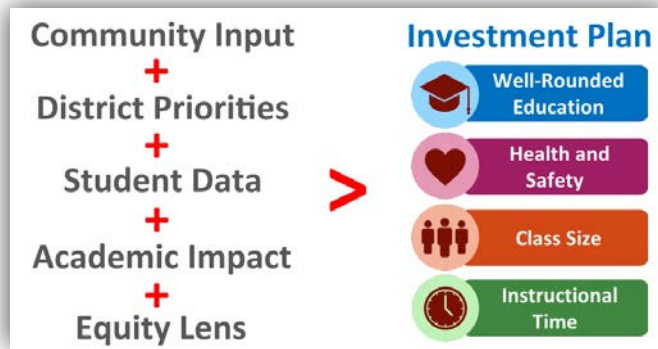 Community Input
+
District Priorities
+
Student Data
+
Academic Impact
+
Equity Lens
>
Investment Plan
Well-Rounded
Education
Health and
Safety
Class Size
Instructional
Time